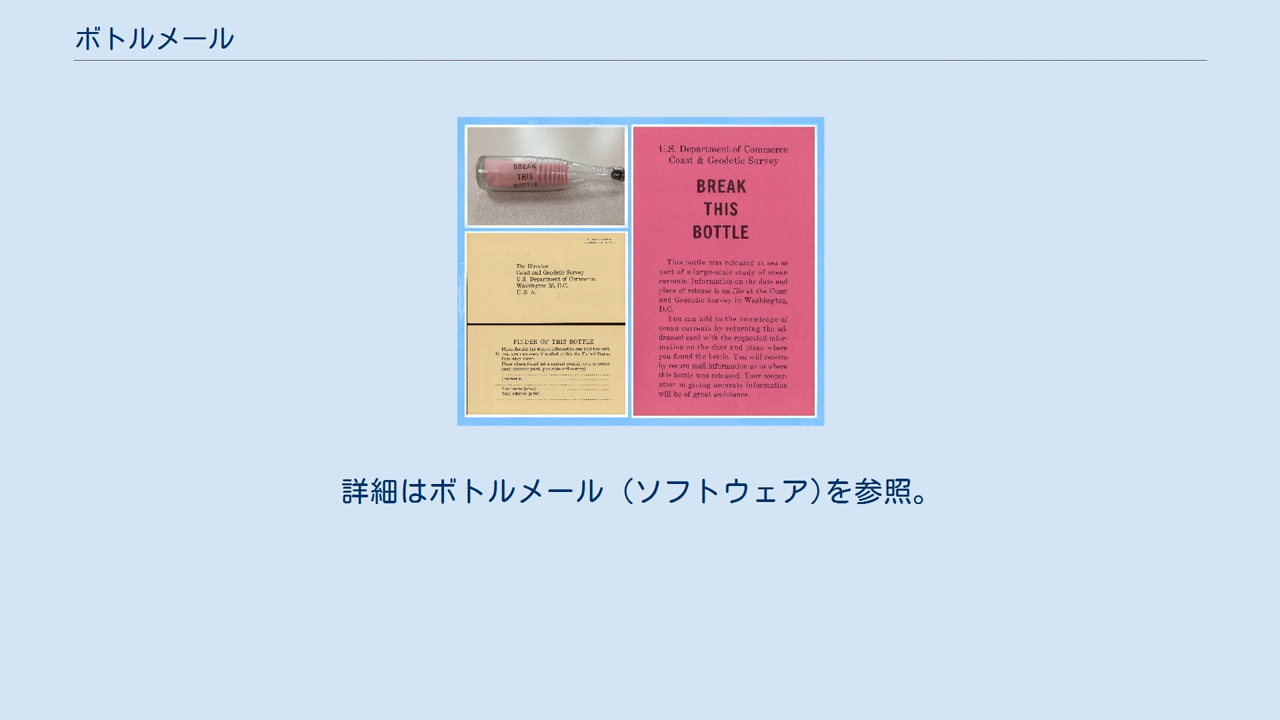 ボトルメール
BREAK
THIS
BOTTLE
U.S. Department of Commerce
Coast & Geodetic Survey
BREAK
THIS
BOTTLE
This bottle was released at sea as
part of a large-scale study of ocean
currents. Information on the date and
place of release is on file at the Coast
and Geodetic Survey in Washington,
D.C.
You can add to the knowledge of
ocean currents by returning the ad-
dressed card with the requested infor-
mation on the date and place where
you found the bottle. You will receive
by return mail information as to where
this bottle was released. Your cooper-
ation in giving accurate information
will be of great assistance.
The Director
Coast and Geodetic Survey
U.S. Department of Commerce
Washington 25, D.C.
U. S. A.
FINDER OF THIS BOTTLE
詳細はボトルメール (ソフトウェア)を参照。